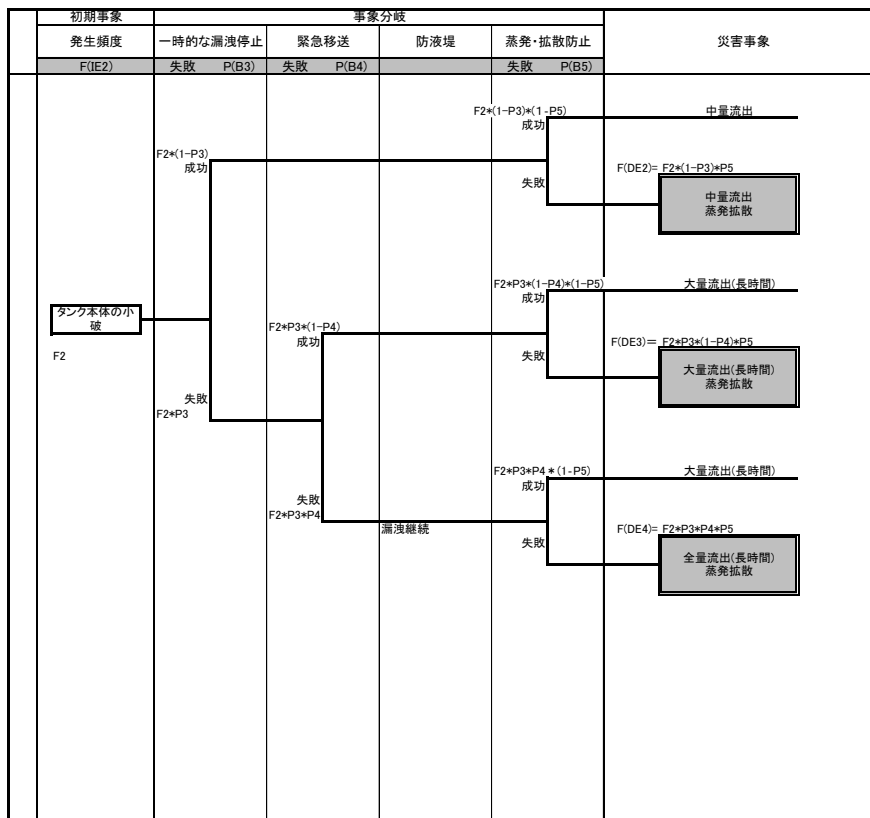 初期事象 事象分岐
発生頻度 一時的な漏洩停止 緊急移送 防液堤 蒸発・拡散防止 災害事象
F(IE2) 失敗 P(B3) 失敗 P(B4) 失敗 P(B5)
F2*(1-P3)*(1-P5) 中量流出
成功
F2*(1-P3)
成功
失敗 F(DE2)= F2*(1-P3)*P5
中量流出
蒸発拡散
F2*P3*(1-P4)*(1-P5) 大量流出(長時間)
成功
タンク本体の小
破
F2*P3*(1-P4)
成功
F2
失敗 F(DE3)= F2*P3*(1-P4)*P5
大量流出(長時間)
蒸発拡散
失敗
F2*P3
F2*P3*P4*(1-P5) 大量流出(長時間)
成功
失敗
F2*P3*P4
漏洩継続
失敗 F(DE4)= F2*P3*P4*P5
全量流出(長時間)
蒸発拡散